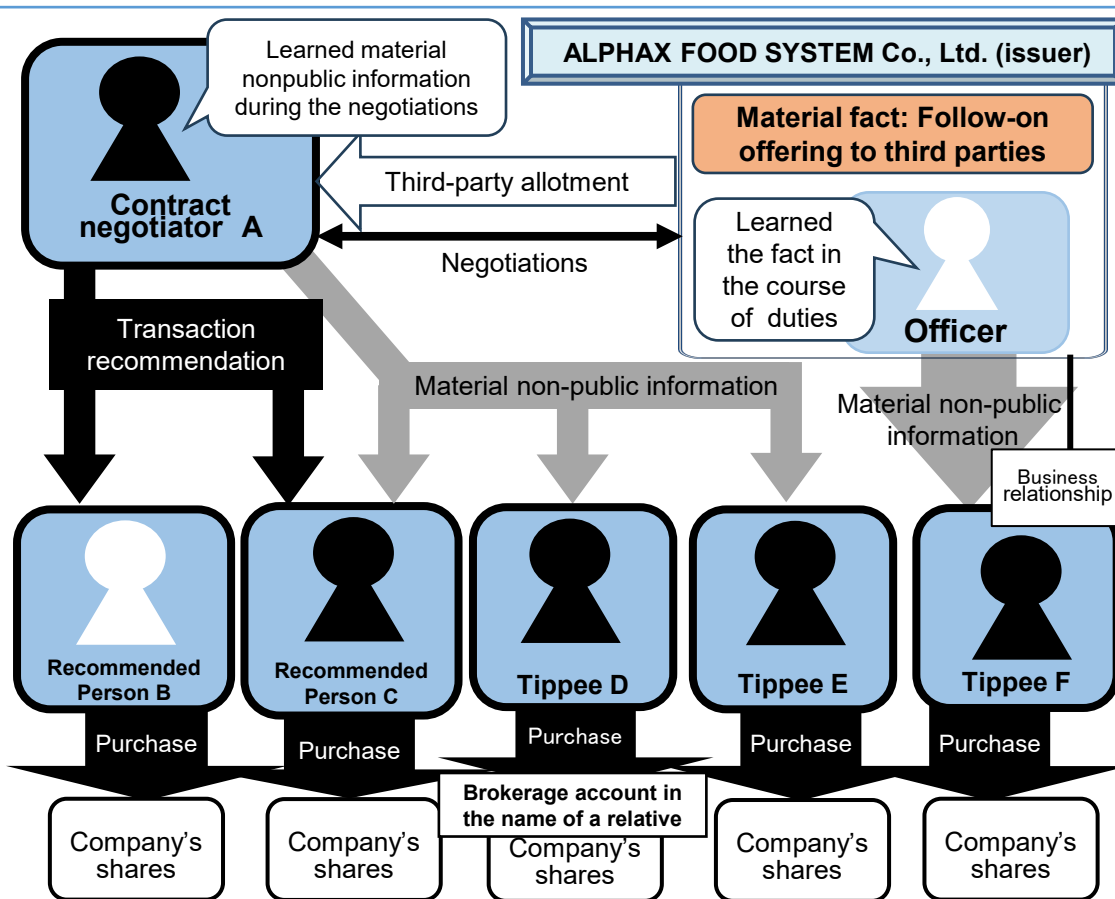 ALPHAX FOOD SYSTEM Co., Ltd. (issuer)
Learned material
nonpublic information
during the negotiations
Material fact: Follow-on
offering to third parties
Third-party allotment
Contract
negotiator A
Negotiations
Learned
the fact in
the course
of duties
Officer
Transaction
recommendation
Material non-public information
Material non-public
information
Business
relationship
Recommended
Person B
Recommended
Person C
Tippee D
Tippee E
Tippee F
Purchase
Purchase
Purchase
Purchase
Purchase
Brokerage account in
the name of a relative
Company's
shares
Company's
shares
Company's
shares
Company's
shares
Company's
shares